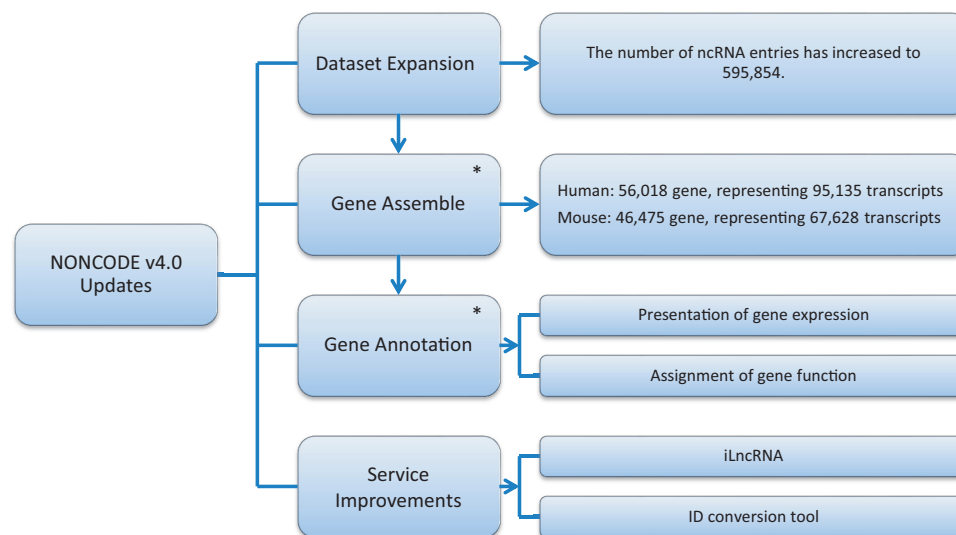 NONCODE v4.0
Updates
Dataset Expansion
The number of ncRNA entries has increased to
595,854.
*
Gene Assemble
Human: 56,018 gene, representing 95,135 transcripts
Mouse: 46,475 gene, representing 67,628 transcripts
*
Gene Annotation
Presentation of gene expression
Assignment of gene function
Service
Improvements
iLncRNA
ID conversion tool